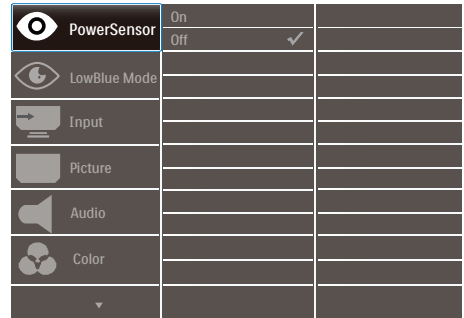 PowerSensor
On
Off
LowBlue Mode
Input
Picture
Audio
Color